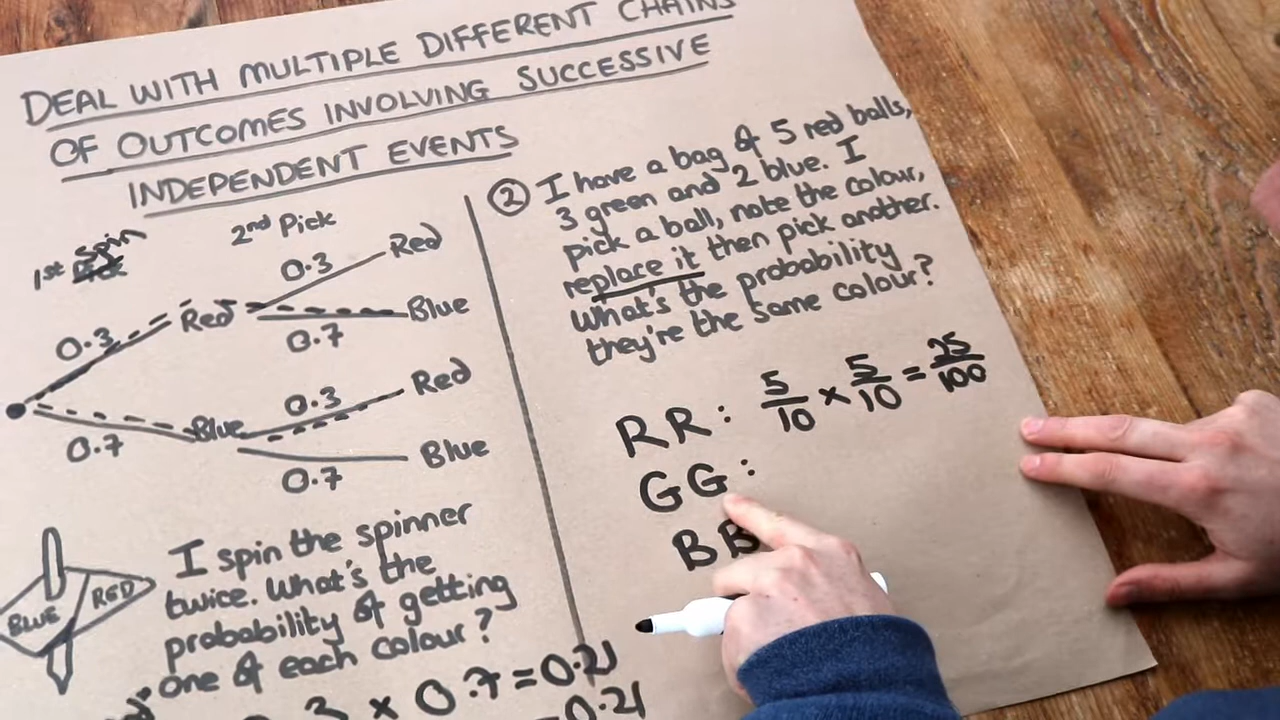 DEAL WITH MULTIPLE DIFFERENT CHAINS
OF OUTCOMES INVOLVING SUCCESSIVE
INDEPENDENT EVENTS
1st Spin
2nd Pick
0.3
Red
0.3
Red
0.7
Blue
0.7
Blue
0.3
Red
0.7
Blue
BLUE
RED
I spin the spinner
twice. What's the
probability of getting
one of each colour?
x 0.7 = 0.21
= 0.21
② I have a bag of 5 red balls,
3 green and 2 blue. I
pick a ball, note the colour,
replace it then pick another.
What's the probability
they're the same colour?
RR: 5/10 x 5/10 = 25/100
GG:
BB